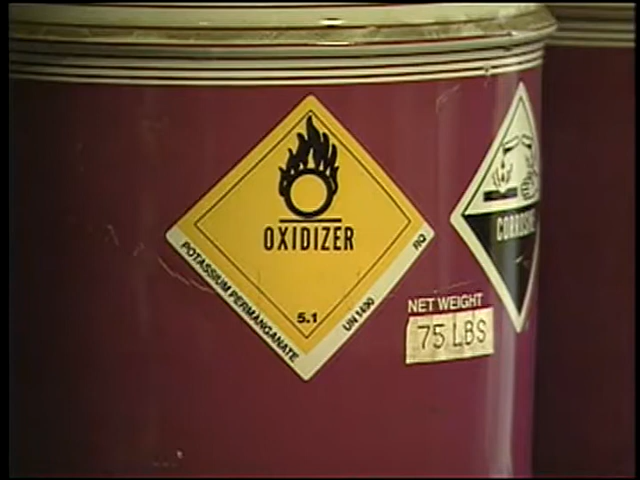 OXIDIZER
5.1
POTASSIUM PERMANGANATE
UN 1490
RQ
CORROSIVE
NET WEIGHT
75 LBS